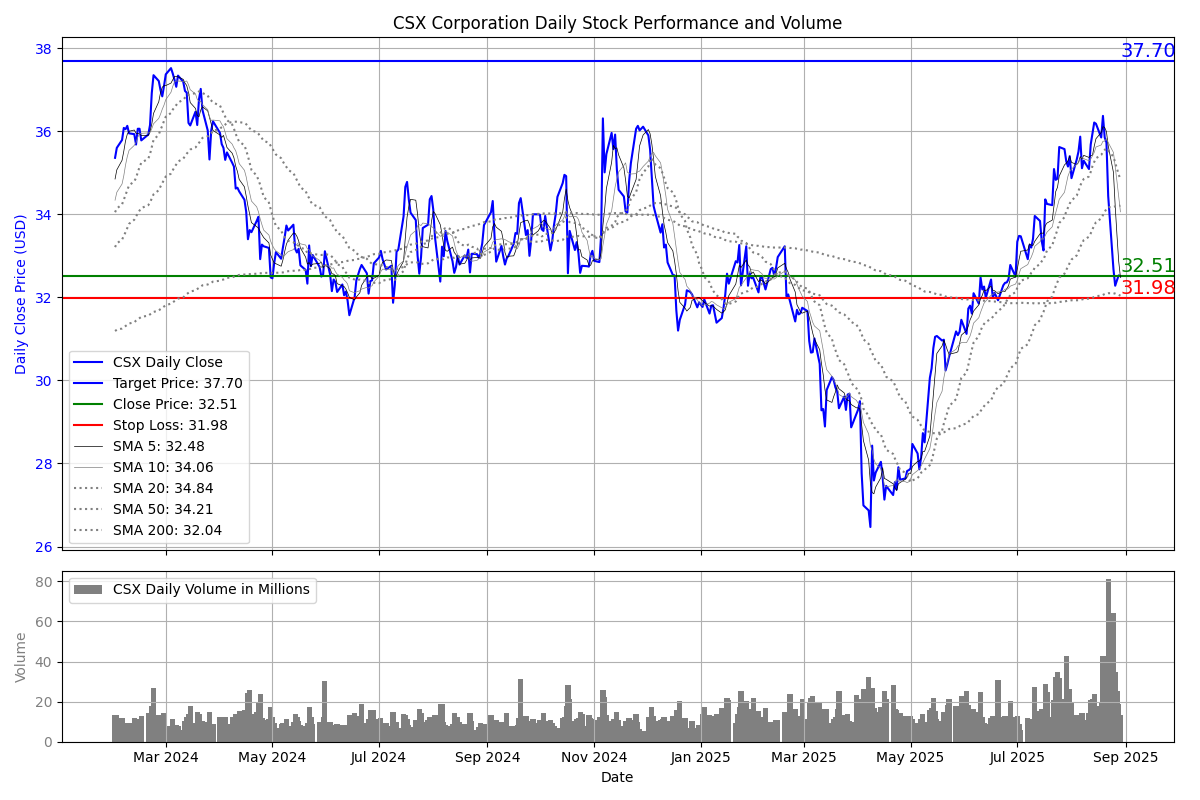 CSX Corporation Daily Stock Performance and Volume
38
36
34
32
30
28
26
Daily Close Price (USD)
37.70
32.51
31.98
CSX Daily Close
Target Price: 37.70
Close Price: 32.51
Stop Loss: 31.98
SMA 5: 32.48
SMA 10: 34.06
SMA 20: 34.84
SMA 50: 34.21
SMA 200: 32.04
80
60
40
20
0
Volume
CSX Daily Volume in Millions
Mar 2024 May 2024 Jul 2024 Sep 2024 Nov 2024 Jan 2025 Mar 2025 May 2025 Jul 2025 Sep 2025
Date